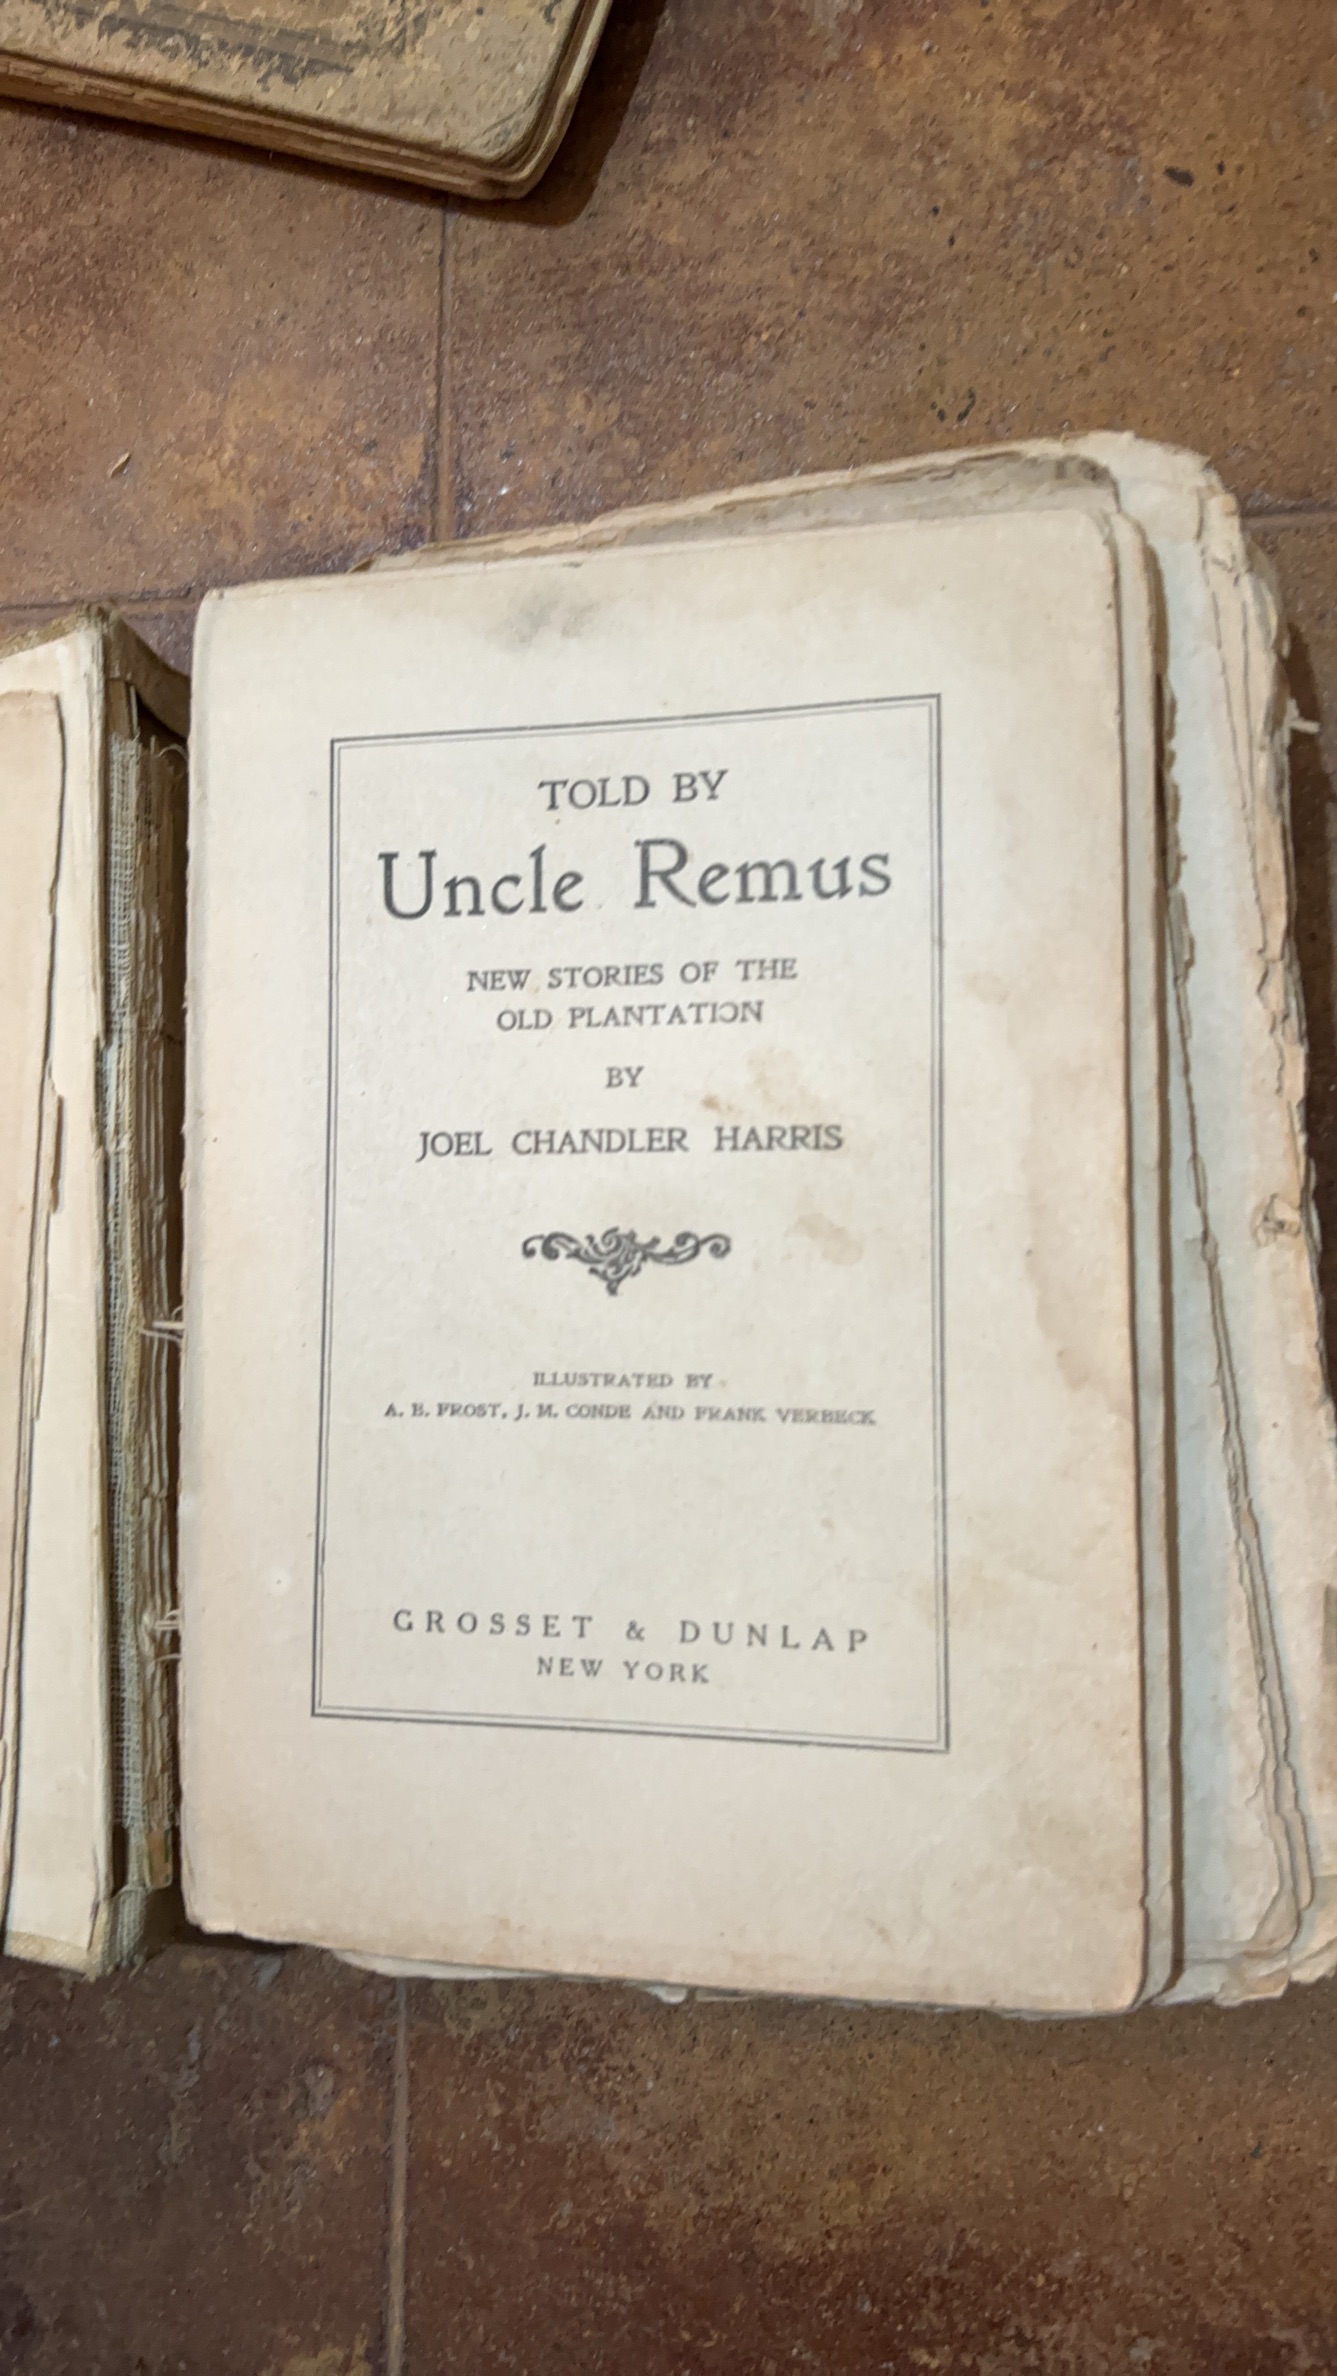 TOLD BY
Uncle Remus
NEW STORIES OF THE
OLD PLANTATION
BY
JOEL CHANDLER HARRIS
ILLUSTRATED BY
A. B. FROST, J. M. CONDE AND FRANK VERBECK
GROSSET & DUNLAP
NEW YORK